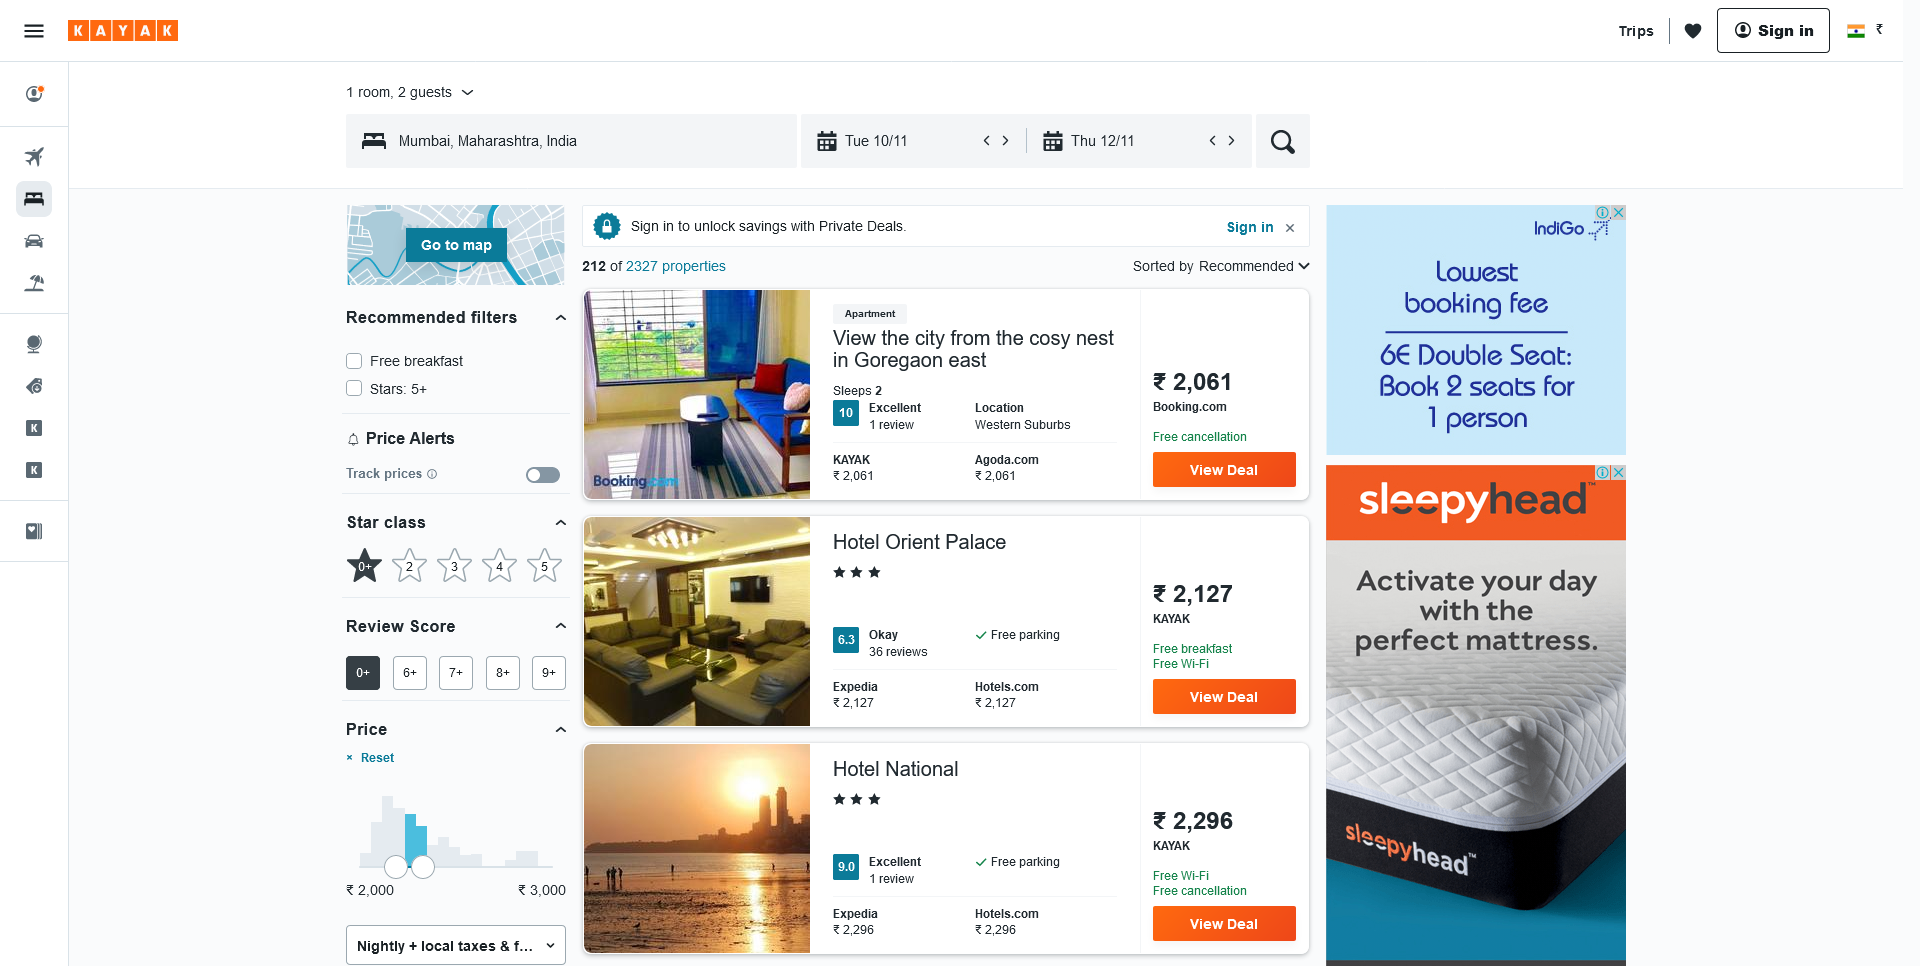 KAYAK
Trips
Sign in
₹
1 room, 2 guests
Mumbai, Maharashtra, India
Tue 10/11
Thu 12/11
Go to map
Recommended filters
Free breakfast
Stars: 5+
Price Alerts
Track prices
Star class
0+ 2 3 4 5
Review Score
0+ 6+ 7+ 8+ 9+
Price
× Reset
₹ 2,000 ₹ 3,000
Nightly + local taxes & f...
K
K
Sign in to unlock savings with Private Deals.
Sign in ×
212 of 2327 properties
Sorted by Recommended
Booking.com
Apartment
View the city from the cosy nest
in Goregaon east
Sleeps 2
10 Excellent
1 review
Location
Western Suburbs
KAYAK
₹ 2,061
Agoda.com
₹ 2,061
₹ 2,061
Booking.com
Free cancellation
View Deal
Hotel Orient Palace
6.3 Okay
36 reviews
Free parking
Expedia
₹ 2,127
Hotels.com
₹ 2,127
₹ 2,127
KAYAK
Free breakfast
Free Wi-Fi
View Deal
Hotel National
9.0 Excellent
1 review
Free parking
Expedia
₹ 2,296
Hotels.com
₹ 2,296
₹ 2,296
KAYAK
Free Wi-Fi
Free cancellation
View Deal
IndiGo
Lowest
booking fee
6E Double Seat:
Book 2 seats for
1 person
sleepyhead™
Activate your day
with the
perfect mattress.
sleepyhead™